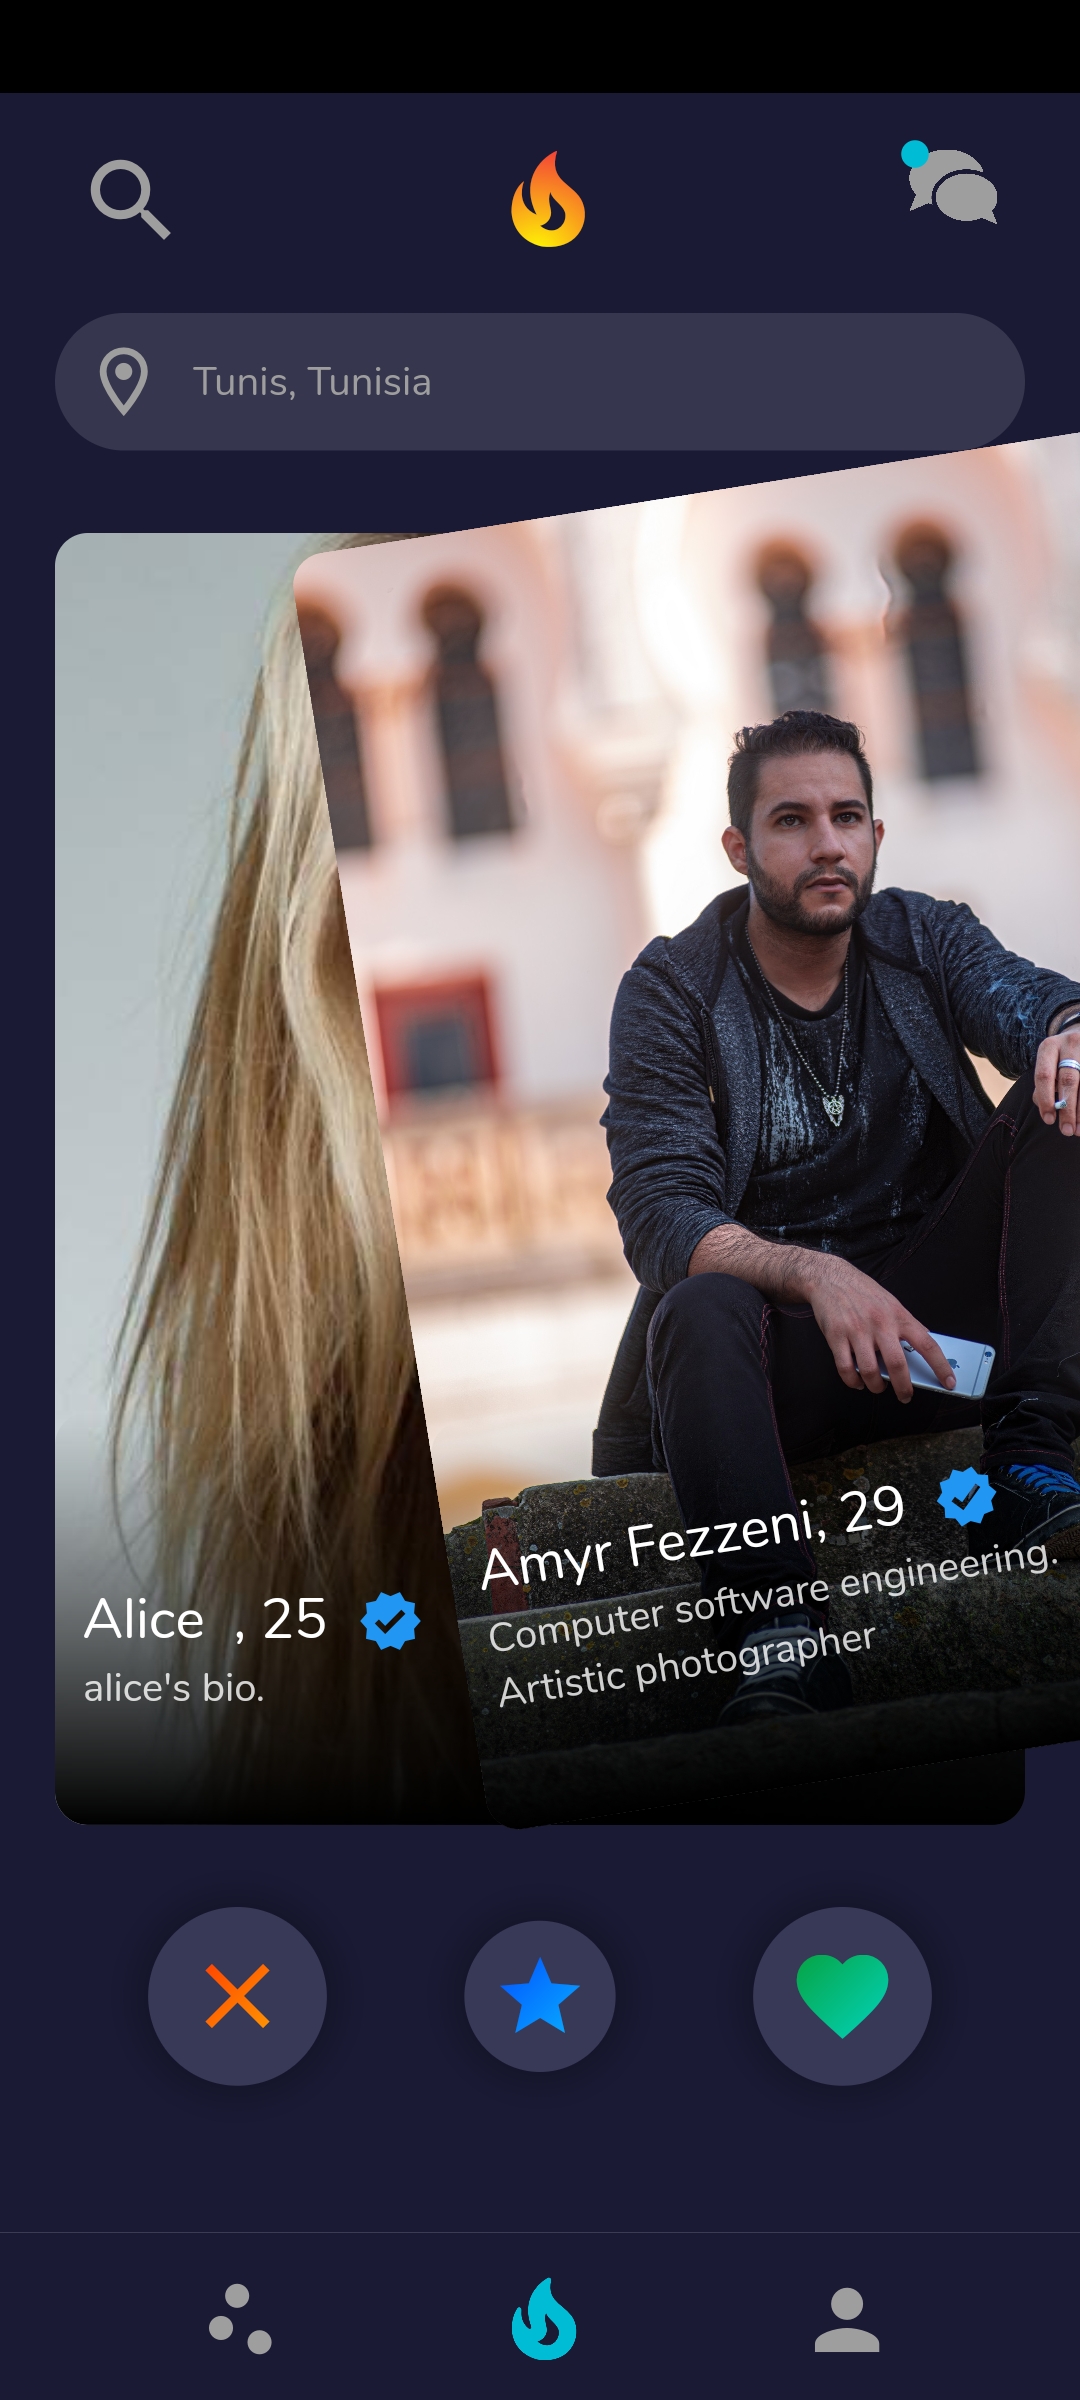 Tunis, Tunisia
Amyr Fezzeni, 29
Computer software engineering.
Artistic photographer
Alice , 25
alice's bio.